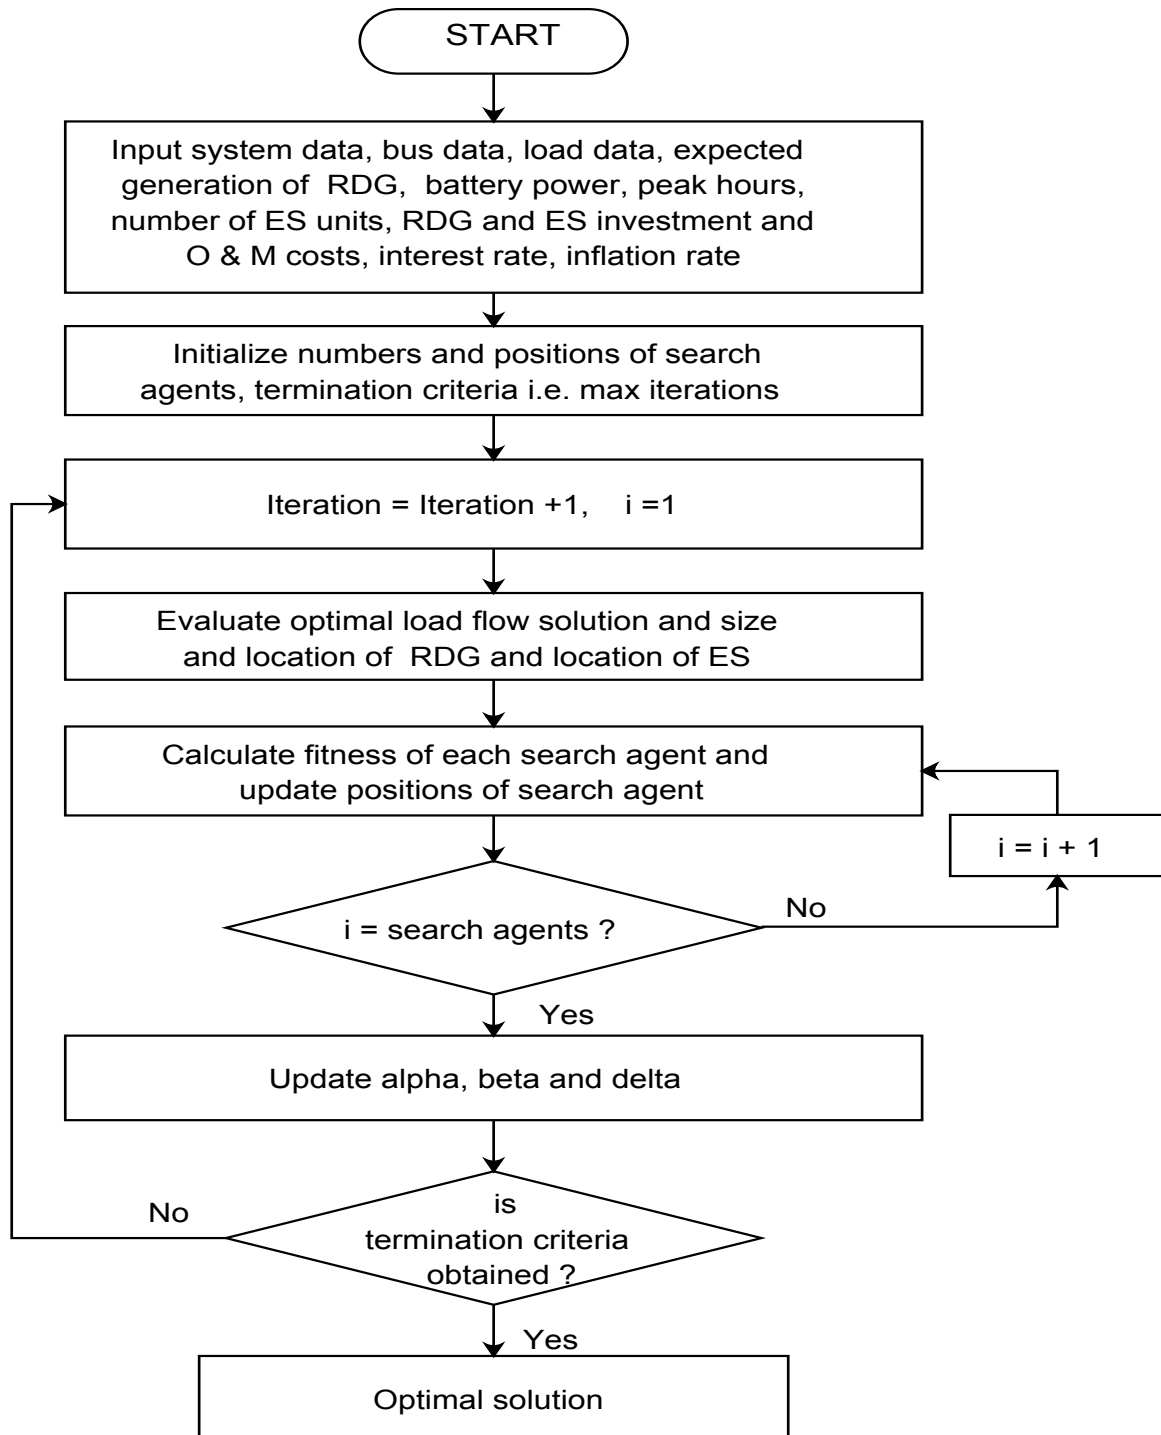 START
Input system data, bus data, load data, expected
generation of RDG, battery power, peak hours,
number of ES units, RDG and ES investment and
O & M costs, interest rate, inflation rate
Initialize numbers and positions of search
agents, termination criteria i.e. max iterations
Iteration = Iteration +1, i =1
Evaluate optimal load flow solution and size
and location of RDG and location of ES
Calculate fitness of each search agent and
update positions of search agent
i = i + 1
No
i = search agents ?
Yes
Update alpha, beta and delta
No
is
termination criteria
obtained ?
Yes
Optimal solution